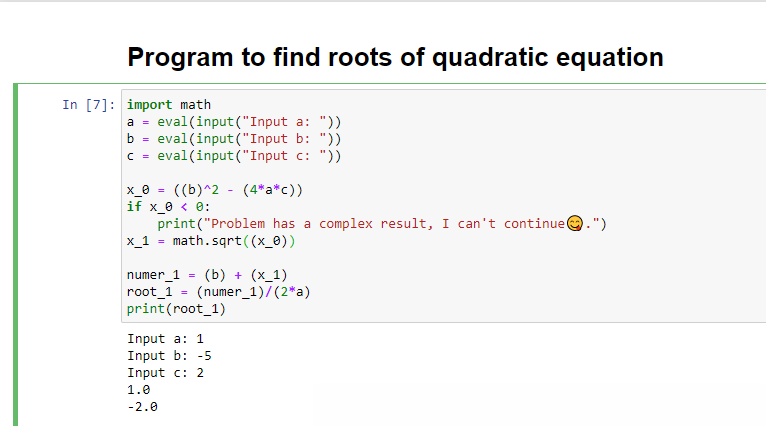 Program to find roots of quadratic equation
In [7]: import math
a = eval(input("Input a: "))
b = eval(input("Input b: "))
c = eval(input("Input c: "))

x_0 = ((b)^2 - (4*a*c))
if x_0 < 0:
    print("Problem has a complex result, I can't continue😋.")
x_1 = math.sqrt((x_0))

numer_1 = (b) + (x_1)
root_1 = (numer_1)/(2*a)
print(root_1)
Input a: 1
Input b: -5
Input c: 2
1.0
-2.0